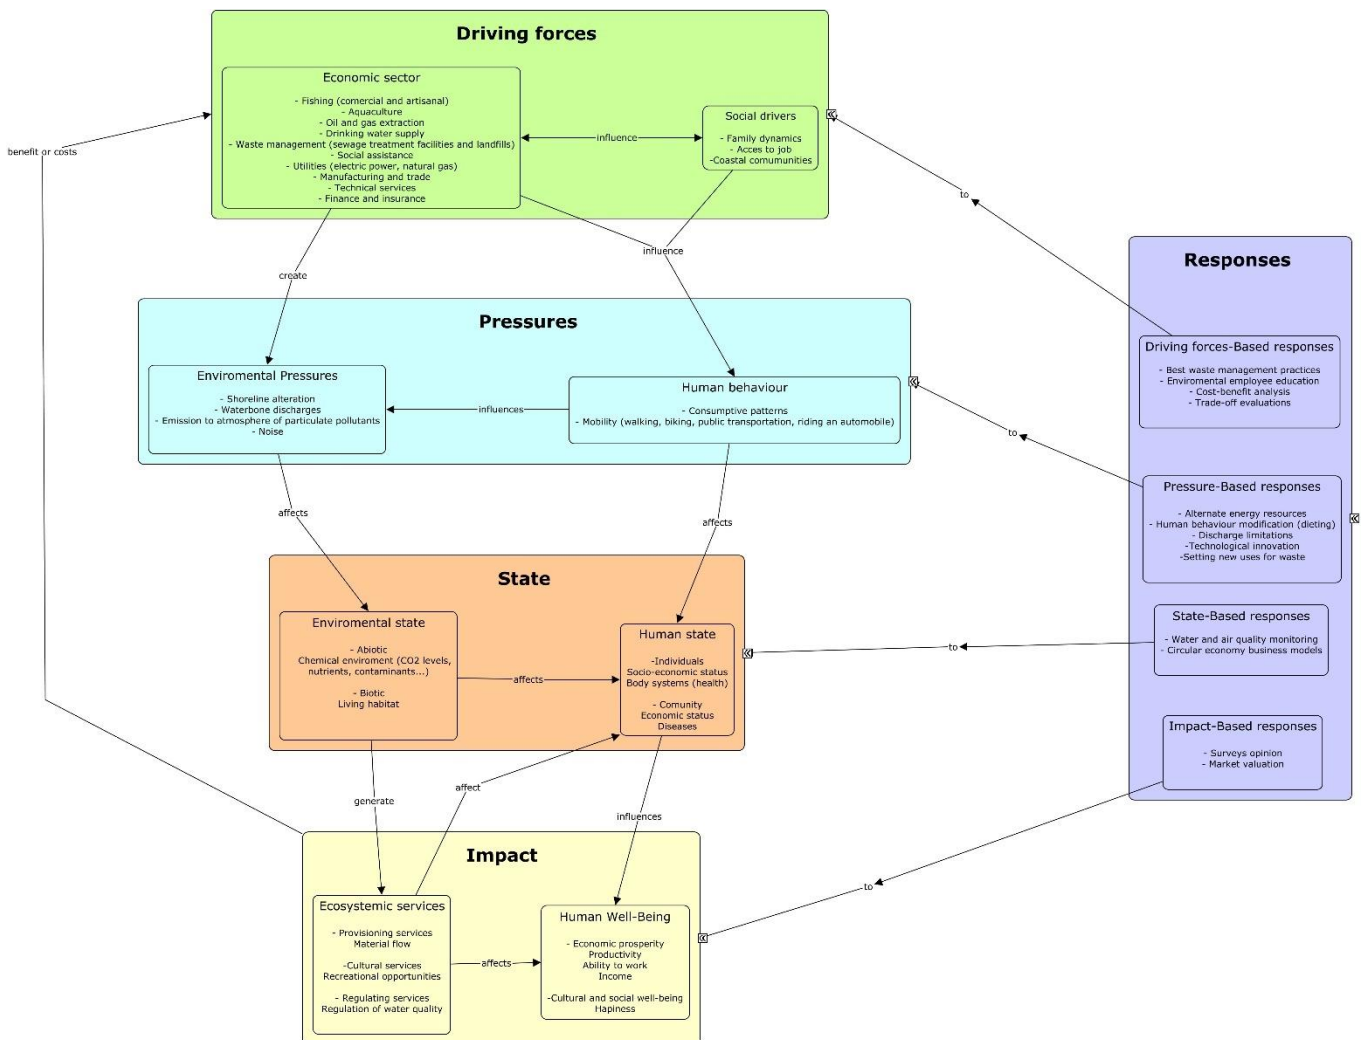 Driving forces
Economic sector
- Fishing (comercial and artisanal)
- Aquaculture
- Oil and gas extraction
- Drinking water supply
- Waste management (sewage treatment facilities and landfills)
- Social assistance
- Utilities (electric power, natural gas)
- Manufacturing and trade
- Technical services
- Finance and insurance
influence
Social drivers
- Family dynamics
- Acces to job
-Coastal comumunities
benefit or costs
to
create
influence
Pressures
Enviromental Pressures
- Shoreline alteration
- Waterbone discharges
- Emission to atmosphere of particulate pollutants
- Noise
influences
Human behaviour
- Consumptive patterns
- Mobility (walking, biking, public transportation, riding an automobile)
to
affects
affects
State
Enviromental state
- Abiotic
Chemical enviroment (CO2 levels,
nutrients, contaminants...)
- Biotic
Living habitat
affects
Human state
-Individuals
Socio-economic status
Body systems (health)
- Comunity
Economic status
Diseases
to
generate
affect
influences
Impact
Ecosystemic services
- Provisioning services
Material flow
-Cultural services
Recreational opportunities
- Regulating services
Regulation of water quality
affects
Human Well-Being
- Economic prosperity
Productivity
Ability to work
Income
-Cultural and social well-being
Hapiness
to
Responses
Driving forces-Based responses
- Best waste management practices
- Enviromental employee education
- Cost-benefit analysis
- Trade-off evaluations
Pressure-Based responses
- Alternate energy resources
- Human behaviour modification (dieting)
- Discharge limitations
-Technological innovation
-Setting new uses for waste
State-Based responses
- Water and air quality monitoring
- Circular economy business models
Impact-Based responses
- Surveys opinion
- Market valuation